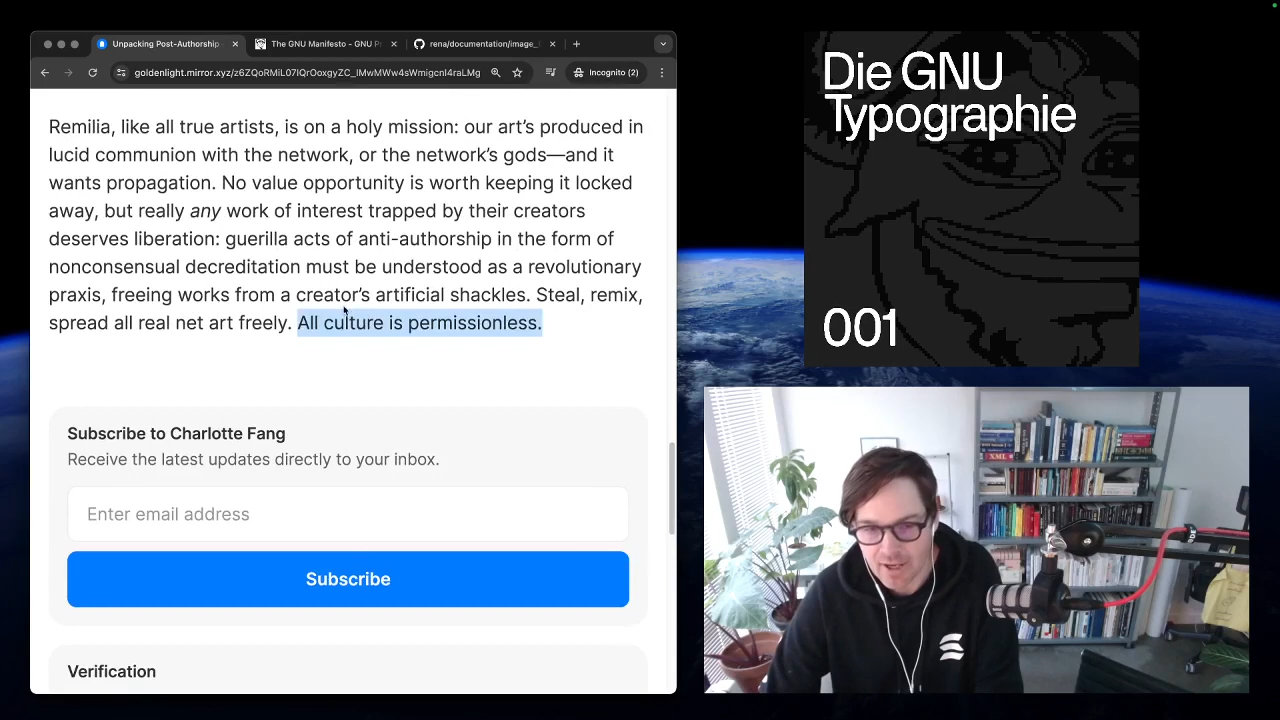 Unpacking Post-Authorship
The GNU Manifesto - GNU Pr
rena/documentation/image_
goldenlight.mirror.xyz/z6ZQoRMiL07IQrOoxgyZC_lMwMWw4sWmigcnI4raLMg
Incognito (2)
Remilia, like all true artists, is on a holy mission: our art’s produced in
lucid communion with the network, or the network’s gods—and it
wants propagation. No value opportunity is worth keeping it locked
away, but really any work of interest trapped by their creators
deserves liberation: guerilla acts of anti-authorship in the form of
nonconsensual decreditation must be understood as a revolutionary
praxis, freeing works from a creator’s artificial shackles. Steal, remix,
spread all real net art freely. All culture is permissionless.
Subscribe to Charlotte Fang
Receive the latest updates directly to your inbox.
Enter email address
Subscribe
Verification
Die GNU
Typographie
001
XML